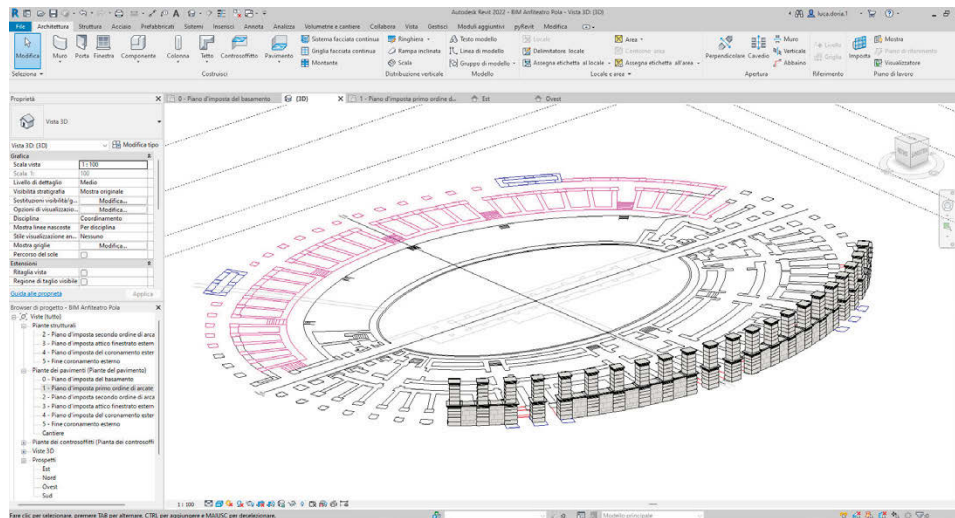 Autodesk Revit 2022 - BIM Anfiteatro Pola - Vista 3D: {3D}
luca.doria.1
File Architettura Struttura Acciaio Prefabbricati Sistemi Inserisci Annota Analizza Volumetrie e cantiere Collabora Vista Gestisci Moduli aggiuntivi pyRevit Modifica
Modifica
Muro Porta Finestra Componente Colonna Tetto Controsoffitto Pavimento
Sistema facciata continua
Griglia facciata continua
Montante
Ringhiera
Rampa inclinata
Scala
Testo modello
Linea di modello
Gruppo di modello
Locale
Delimitatore locale
Assegna etichetta al locale
Area
Contorno area
Assegna etichetta all'area
Perpendicolare Cavedio
Muro
Verticale
Abbaino
Livello
Griglia
Imposta
Mostra
Piano di riferimento
Visualizzatore
Seleziona
Costruisci
Distribuzione verticale
Modello
Locale e area
Apertura
Riferimento
Piano di lavoro
Proprietà
0 - Piano d'imposta del basamento
{3D}
1 - Piano d'imposta primo ordine d...
Est
Ovest
Vista 3D
Vista 3D: {3D}
Modifica tipo
Grafica
Scala vista 1 : 100
Scala 1: 100
Livello di dettaglio Medio
Visibilità stratigrafia Mostra originale
Sostituzioni visibilità/g... Modifica...
Opzioni di visualizzazio... Modifica...
Disciplina Coordinamento
Mostra linee nascoste Per disciplina
Stile visualizzazione an... Nessuno
Mostra griglie Modifica...
Percorso del sole
Estensioni
Ritaglia vista
Regione di taglio visibile
Guida alle proprietà
Applica
Browser di progetto - BIM Anfiteatro Pola
Viste (tutto)
Piante strutturali
2 - Piano d'imposta secondo ordine di arca
3 - Piano d'imposta attico finestrato estern
4 - Piano d'imposta del coronamento ester
5 - Fine coronamento esterno
Piante dei pavimenti (Piante del pavimento)
0 - Piano d'imposta del basamento
1 - Piano d'imposta primo ordine di arcate
2 - Piano d'imposta secondo ordine di arca
3 - Piano d'imposta attico finestrato estern
4 - Piano d'imposta del coronamento ester
5 - Fine coronamento esterno
Cantiere
Piante dei controsoffitti (Pianta dei controsoffi
Viste 3D
Prospetti
Est
Nord
Ovest
Sud
1 : 100
Fare clic per selezionare, premere TAB per alternare, CTRL per aggiungere e MAIUSC per deselezionare.
Modello principale